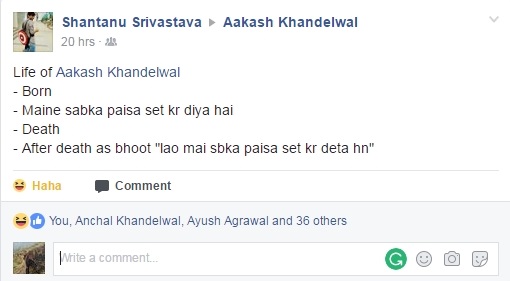 Shantanu Srivastava ▸ Aakash Khandelwal
20 hrs ·
Life of Aakash Khandelwal
- Born
- Maine sabka paisa set kr diya hai
- Death
- After death as bhoot "lao mai sbka paisa set kr deta hn"
Haha Comment
You, Anchal Khandelwal, Ayush Agrawal and 36 others
Write a comment...